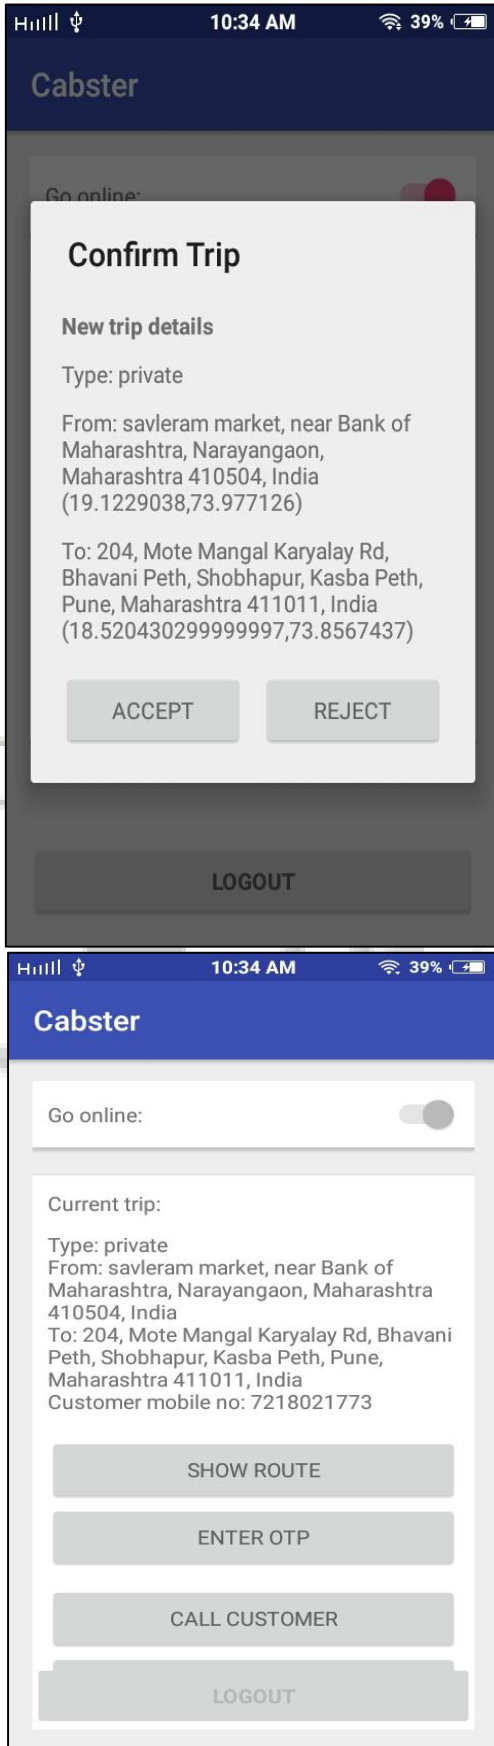 10:34 AM
39%
Cabster
Go online:
Confirm Trip
New trip details
Type: private
From: savleram market, near Bank of
Maharashtra, Narayangaon,
Maharashtra 410504, India
(19.1229038,73.977126)
To: 204, Mote Mangal Karyalay Rd,
Bhavani Peth, Shobhapur, Kasba Peth,
Pune, Maharashtra 411011, India
(18.520430299999997,73.8567437)
ACCEPT
REJECT
LOGOUT
10:34 AM
39%
Cabster
Go online:
Current trip:
Type: private
From: savleram market, near Bank of
Maharashtra, Narayangaon, Maharashtra
410504, India
To: 204, Mote Mangal Karyalay Rd, Bhavani
Peth, Shobhapur, Kasba Peth, Pune,
Maharashtra 411011, India
Customer mobile no: 7218021773
SHOW ROUTE
ENTER OTP
CALL CUSTOMER
LOGOUT